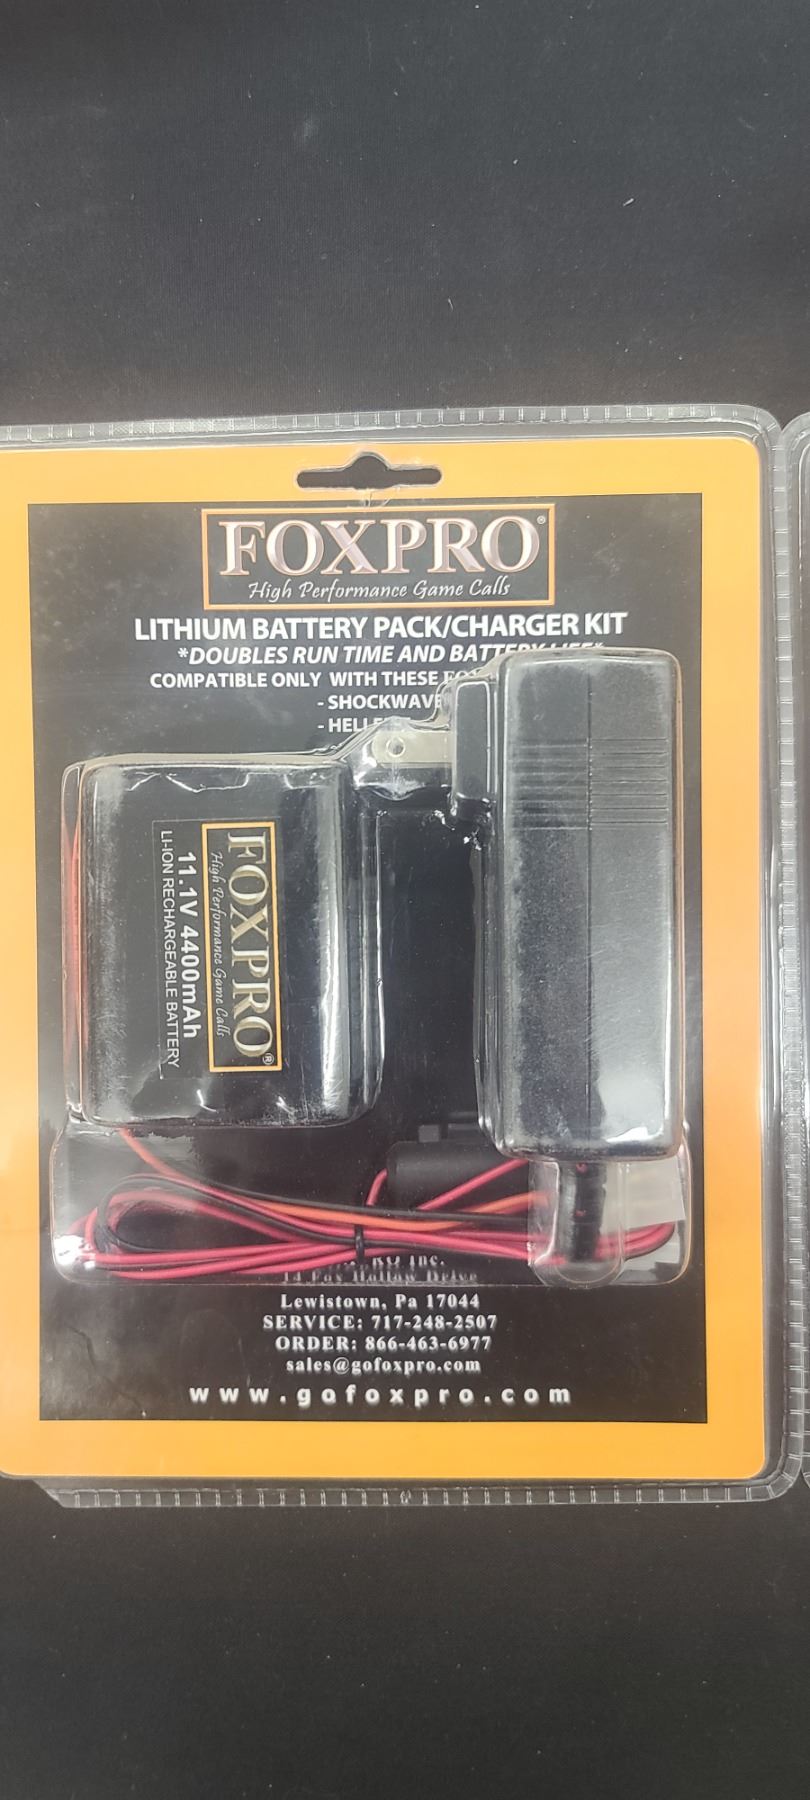 FOXPRO®
High Performance Game Calls
LITHIUM BATTERY PACK/CHARGER KIT
*DOUBLES RUN TIME AND BATTERY LIFE*
COMPATIBLE ONLY WITH THESE
- SHOCKWAVE
-
FOXPRO®
High Performance Game Calls
11.1V 4400mAh
LI-ION RECHARGEABLE BATTERY
Inc.
Lewistown, Pa 17044
SERVICE: 717-248-2507
ORDER: 866-463-6977
sales@gofoxpro.com
www.gofoxpro.com